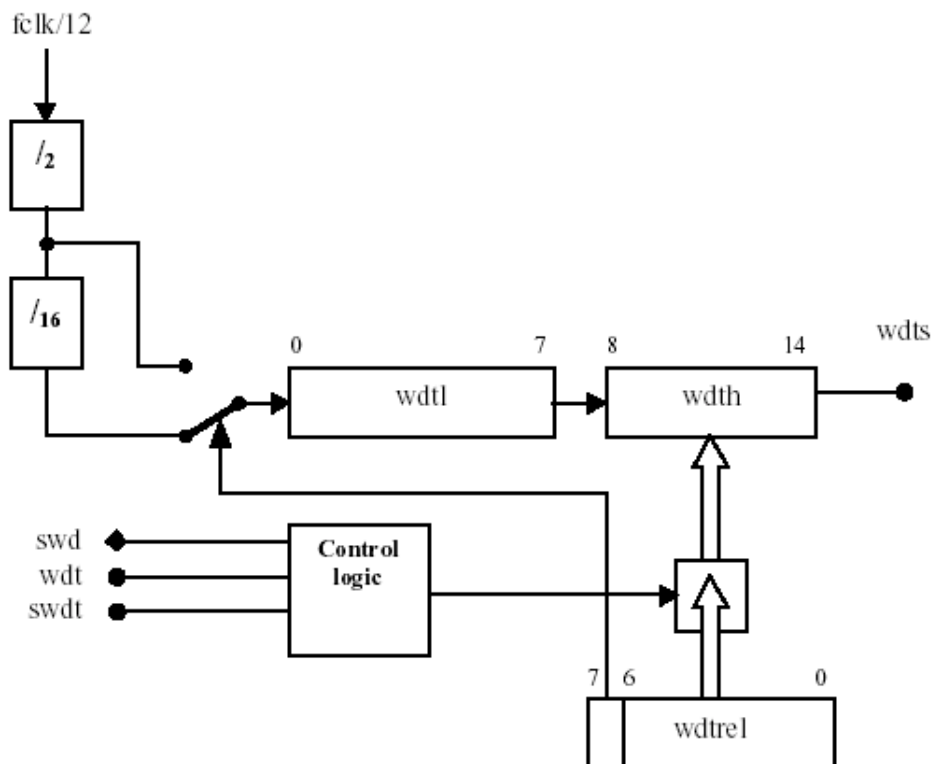 fclk/12
/2
/16
0 7 8 14 wdts
wdtl wdth
swd
wdt
swdt
Control
logic
7 6 0
wdtrel